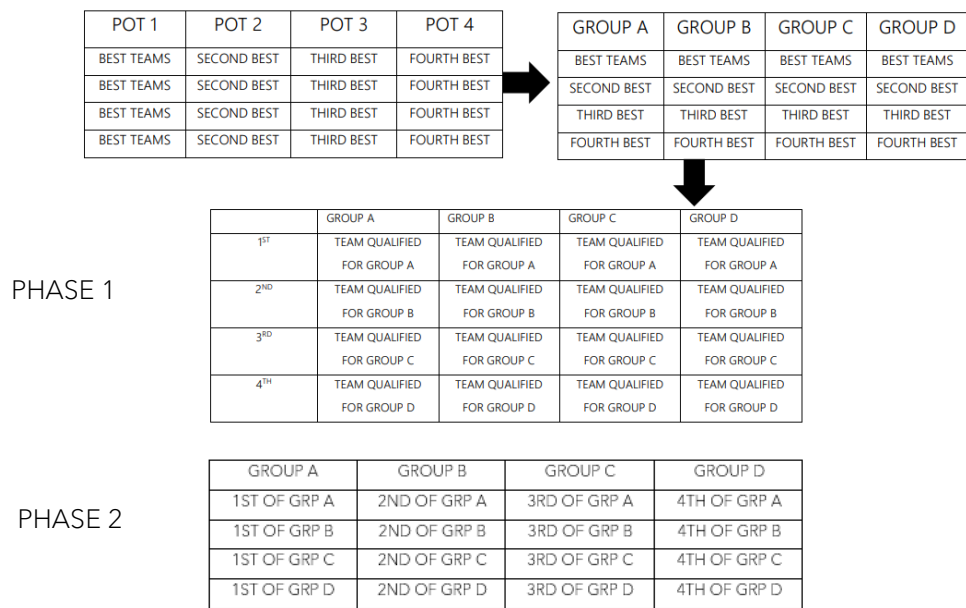 POT 1 POT 2 POT 3 POT 4
BEST TEAMS SECOND BEST THIRD BEST FOURTH BEST
BEST TEAMS SECOND BEST THIRD BEST FOURTH BEST
BEST TEAMS SECOND BEST THIRD BEST FOURTH BEST
BEST TEAMS SECOND BEST THIRD BEST FOURTH BEST
GROUP A GROUP B GROUP C GROUP D
BEST TEAMS BEST TEAMS BEST TEAMS BEST TEAMS
SECOND BEST SECOND BEST SECOND BEST SECOND BEST
THIRD BEST THIRD BEST THIRD BEST THIRD BEST
FOURTH BEST FOURTH BEST FOURTH BEST FOURTH BEST
PHASE 1
GROUP A GROUP B GROUP C GROUP D
1ST TEAM QUALIFIED TEAM QUALIFIED TEAM QUALIFIED TEAM QUALIFIED
FOR GROUP A FOR GROUP A FOR GROUP A FOR GROUP A
2ND TEAM QUALIFIED TEAM QUALIFIED TEAM QUALIFIED TEAM QUALIFIED
FOR GROUP B FOR GROUP B FOR GROUP B FOR GROUP B
3RD TEAM QUALIFIED TEAM QUALIFIED TEAM QUALIFIED TEAM QUALIFIED
FOR GROUP C FOR GROUP C FOR GROUP C FOR GROUP C
4TH TEAM QUALIFIED TEAM QUALIFIED TEAM QUALIFIED TEAM QUALIFIED
FOR GROUP D FOR GROUP D FOR GROUP D FOR GROUP D
PHASE 2
GROUP A GROUP B GROUP C GROUP D
1ST OF GRP A 2ND OF GRP A 3RD OF GRP A 4TH OF GRP A
1ST OF GRP B 2ND OF GRP B 3RD OF GRP B 4TH OF GRP B
1ST OF GRP C 2ND OF GRP C 3RD OF GRP C 4TH OF GRP C
1ST OF GRP D 2ND OF GRP D 3RD OF GRP D 4TH OF GRP D